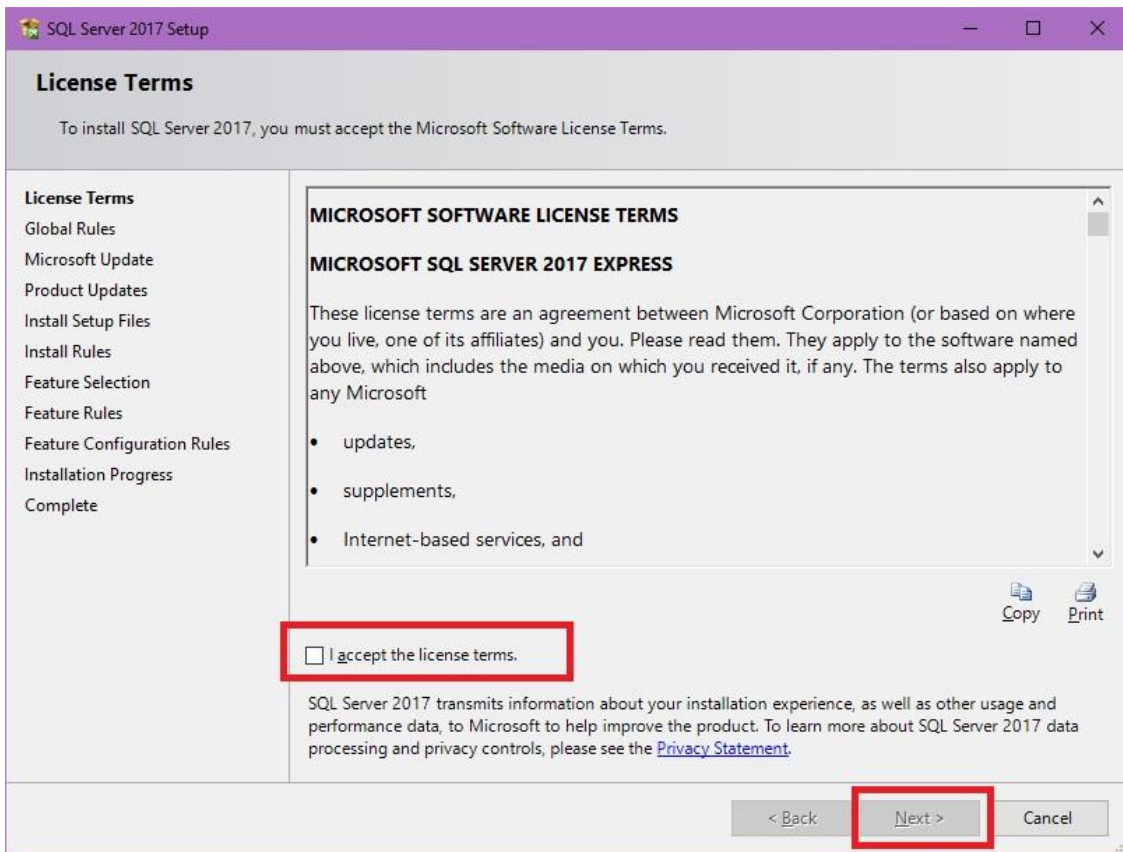 SQL Server 2017 Setup
License Terms
To install SQL Server 2017, you must accept the Microsoft Software License Terms.
License Terms
Global Rules
Microsoft Update
Product Updates
Install Setup Files
Install Rules
Feature Selection
Feature Rules
Feature Configuration Rules
Installation Progress
Complete
MICROSOFT SOFTWARE LICENSE TERMS
MICROSOFT SQL SERVER 2017 EXPRESS
These license terms are an agreement between Microsoft Corporation (or based on where
you live, one of its affiliates) and you. Please read them. They apply to the software named
above, which includes the media on which you received it, if any. The terms also apply to
any Microsoft
• updates,
• supplements,
• Internet-based services, and
Copy Print
I accept the license terms.
SQL Server 2017 transmits information about your installation experience, as well as other usage and
performance data, to Microsoft to help improve the product. To learn more about SQL Server 2017 data
processing and privacy controls, please see the Privacy Statement.
< Back Next > Cancel